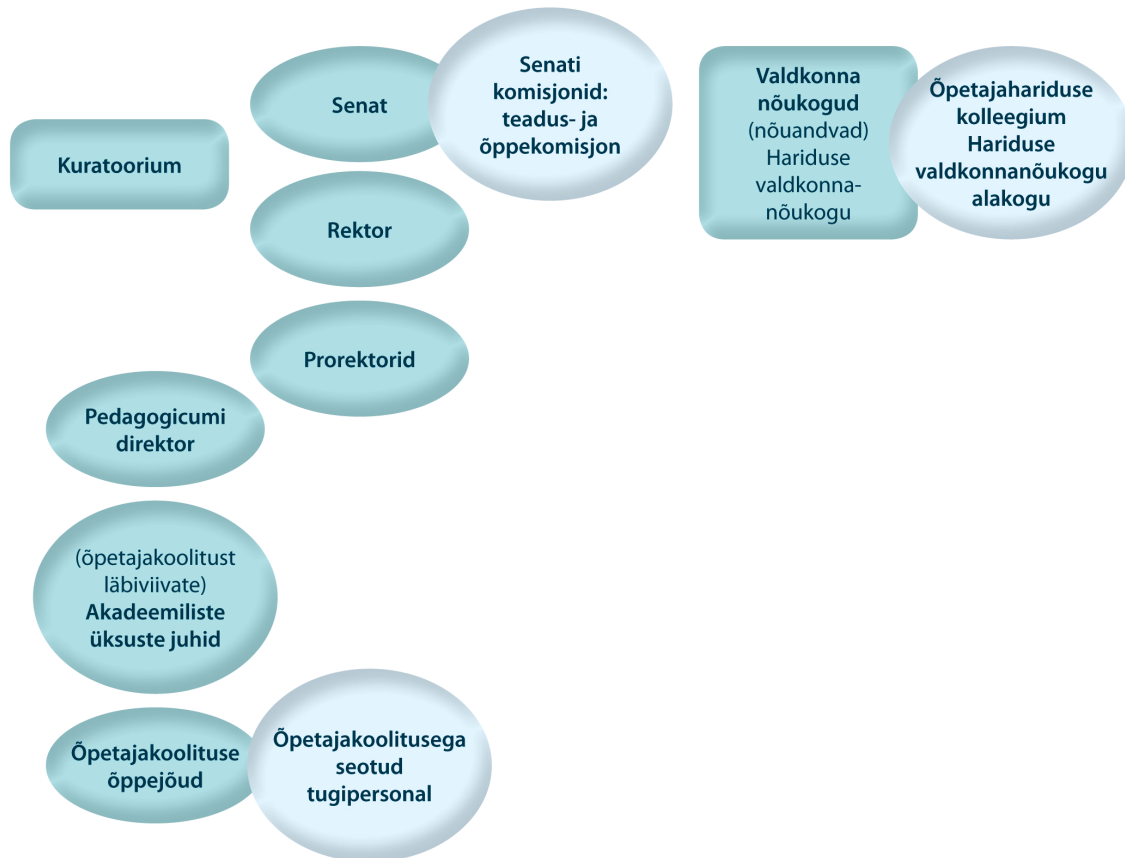 Kuratoorium
Senat
Senati
komisjonid:
teadus- ja
õppekomisjon
Rektor
Prorektorid
Valdkonna
nõukogud
(nõuandvad)
Hariduse
valdkonna-
nõukogu
Õpetajahariduse
kolleegium
Hariduse
valdkonnanõukogu
alakogu
Pedagogicumi
direktor
(õpetajakoolitust
läbiviivate)
Akadeemiliste
üksuste juhid
Õpetajakoolituse
õppejõud
Õpetajakoolitusega
seotud
tugipersonal